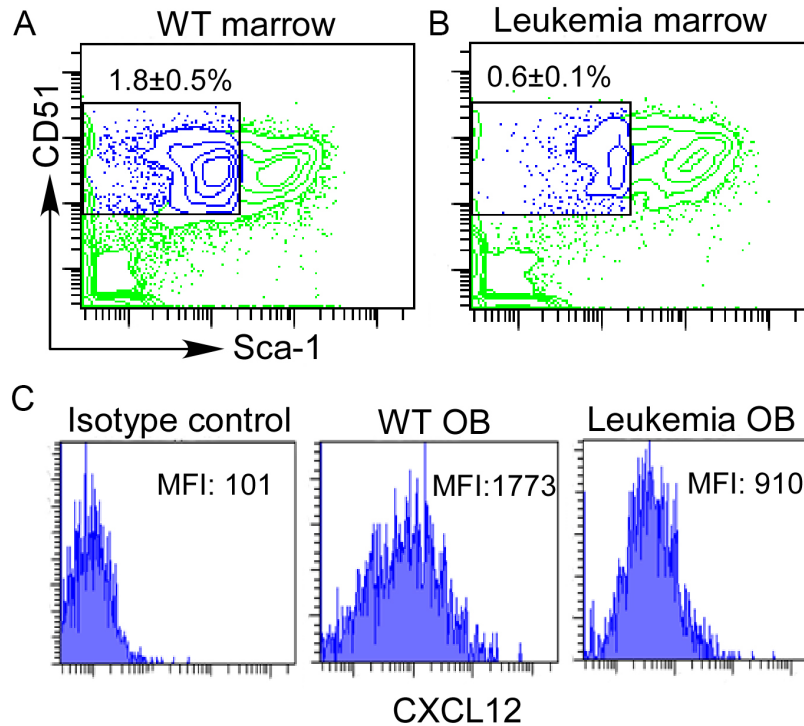 A
WT marrow
B
Leukemia marrow
1.8±0.5%
0.6±0.1%
CD51
Sca-1
C
Isotype control
WT OB
Leukemia OB
MFI: 101
MFI:1773
MFI: 910
CXCL12